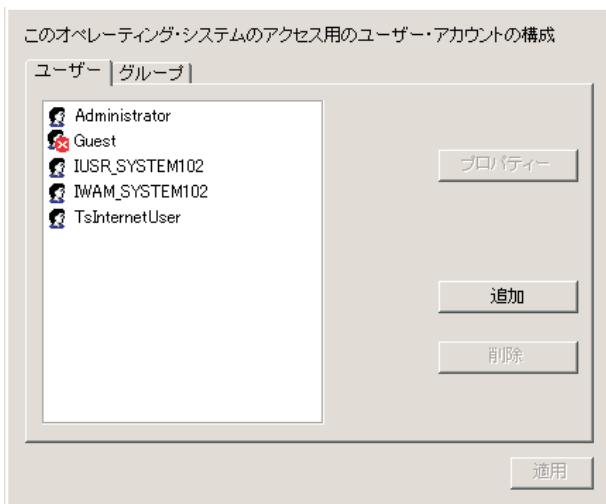 このオペレーティング・システムのアクセス用のユーザー・アカウントの構成
ユーザー グループ
Administrator
Guest
IUSR_SYSTEM102
IWAM_SYSTEM102
TsInternetUser
プロパティー
追加
削除
適用